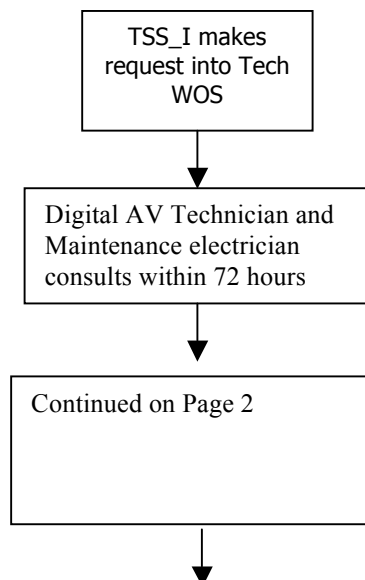 TSS_I makes
request into Tech
WOS
Digital AV Technician and
Maintenance electrician
consults within 72 hours
Continued on Page 2